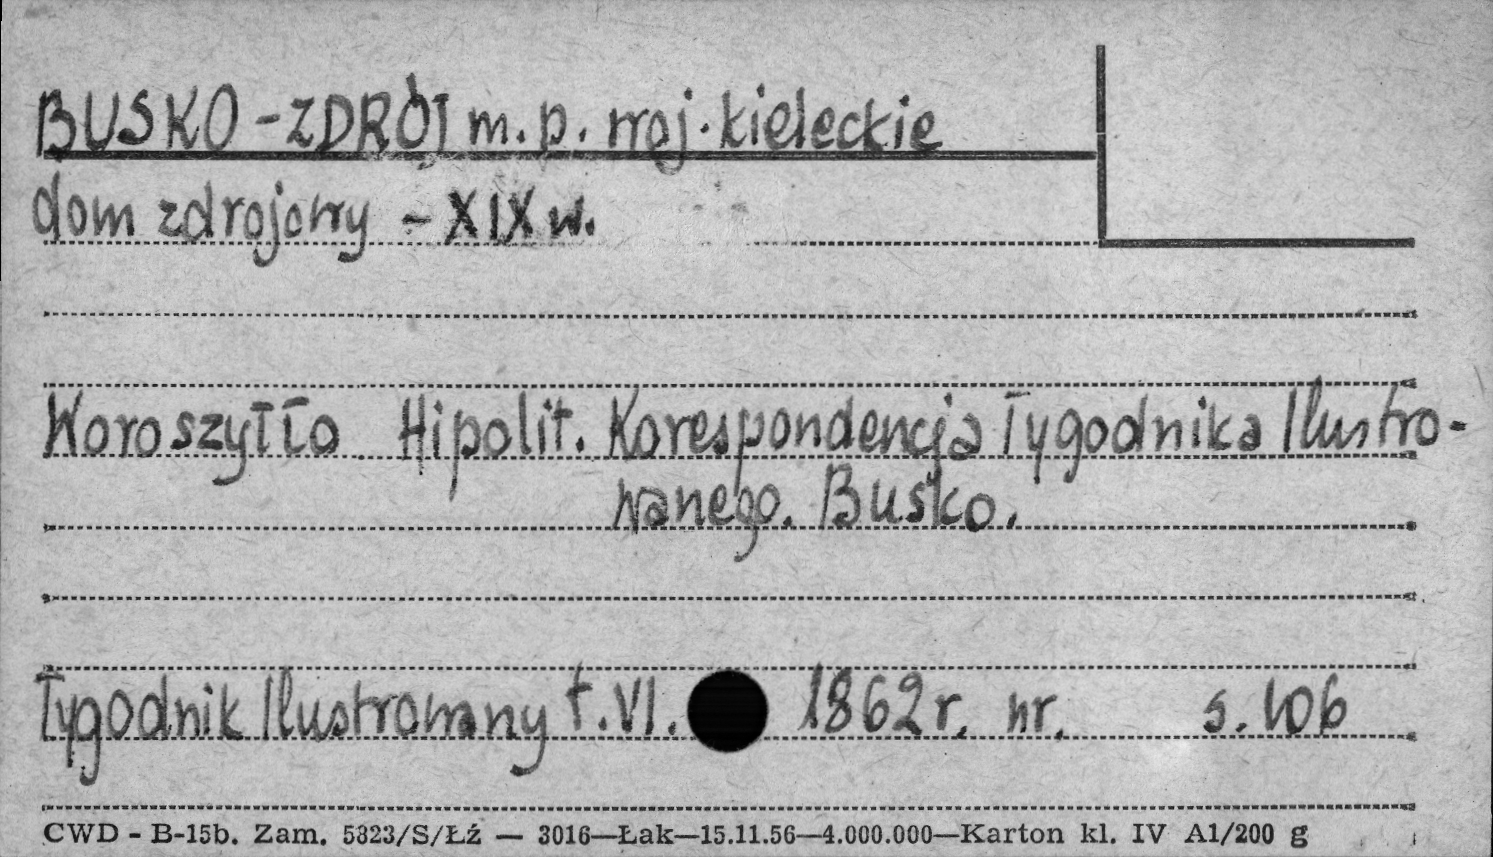 BUSKO-ZDRÓJ m.p. woj. kieleckie
dom zdrojowy - XIX w.
Woroszyłło Hipolit. Korespondencja Tygodnika Ilustro-
wanego. Busko.
Tygodnik Ilustrowany t.VI. 1862 r. nr. s. 106
CWD - B-15b. Zam. 5323/S/Łź — 3016—Łak—15.11.56—4.000.000—Karton kl. IV A1/200 g